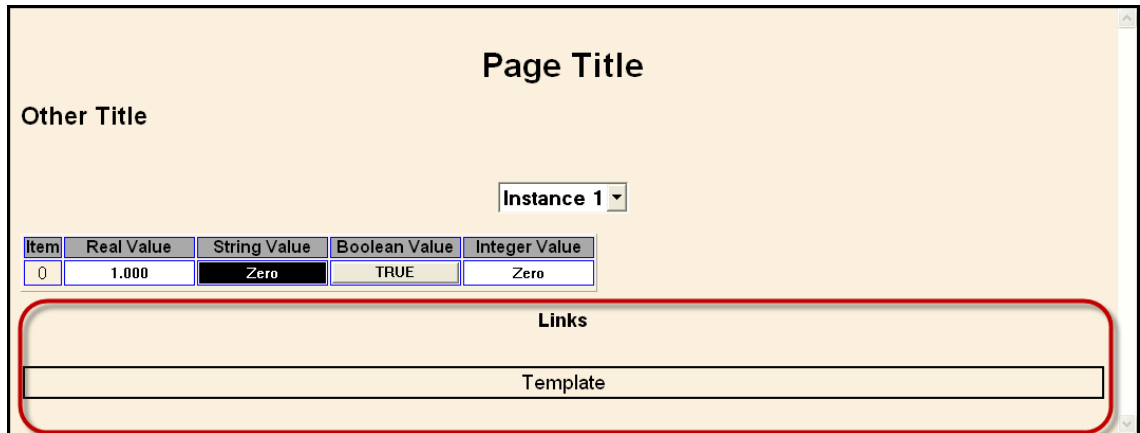 Page Title
Other Title
Instance 1
Item Real Value String Value Boolean Value Integer Value
0 1.000 Zero TRUE Zero
Links
Template